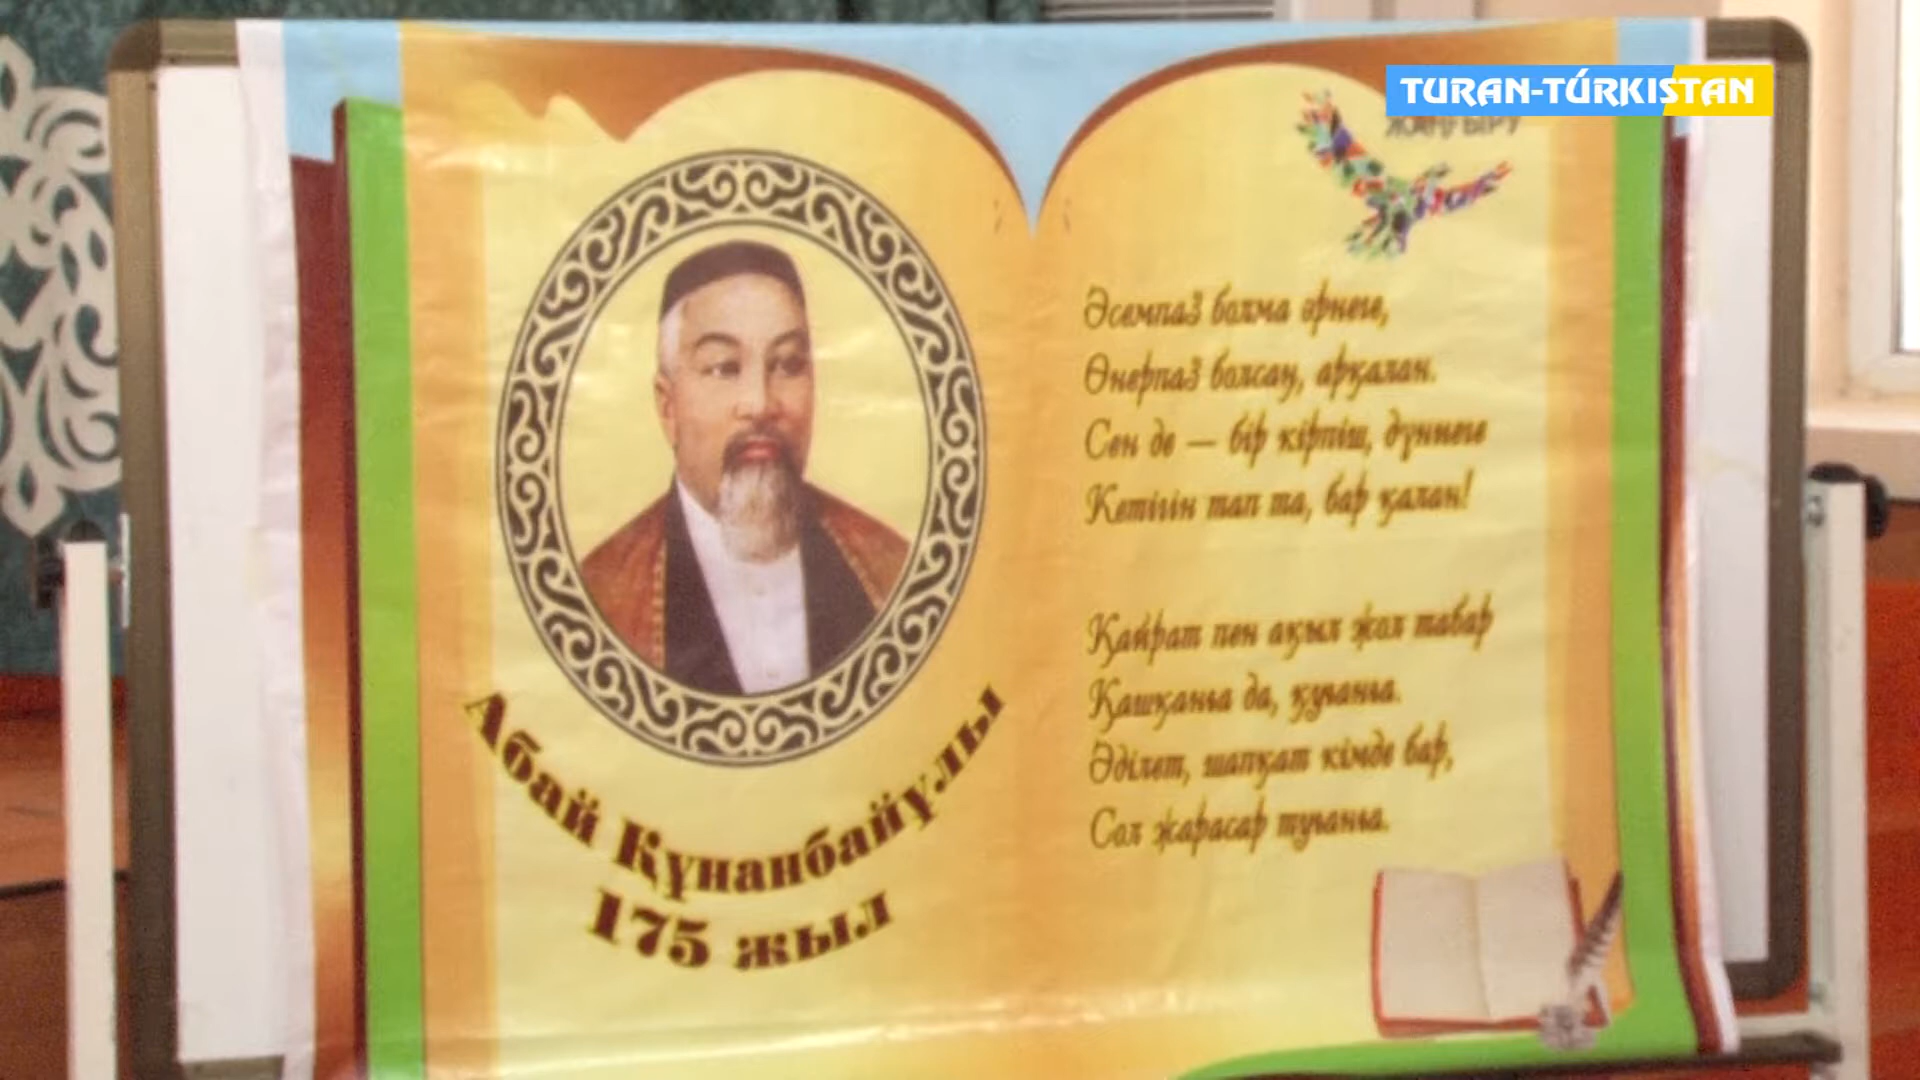 TURAN-TÚRKISTAN
ЖАҢҒЫРУ
Абай Құнанбайұлы
175 жыл
Әсемпаз болма әрнеге,
Өнерпаз болсаң, арқалан.
Сен де — бір кірпіш, дүниеге
Кетігін тап та, бар қалан!
Қайрат пен ақыл жол табар
Қашқанға да, қуғанға.
Әділет, шапқат кімде бар,
Сол жарасар туғанға.